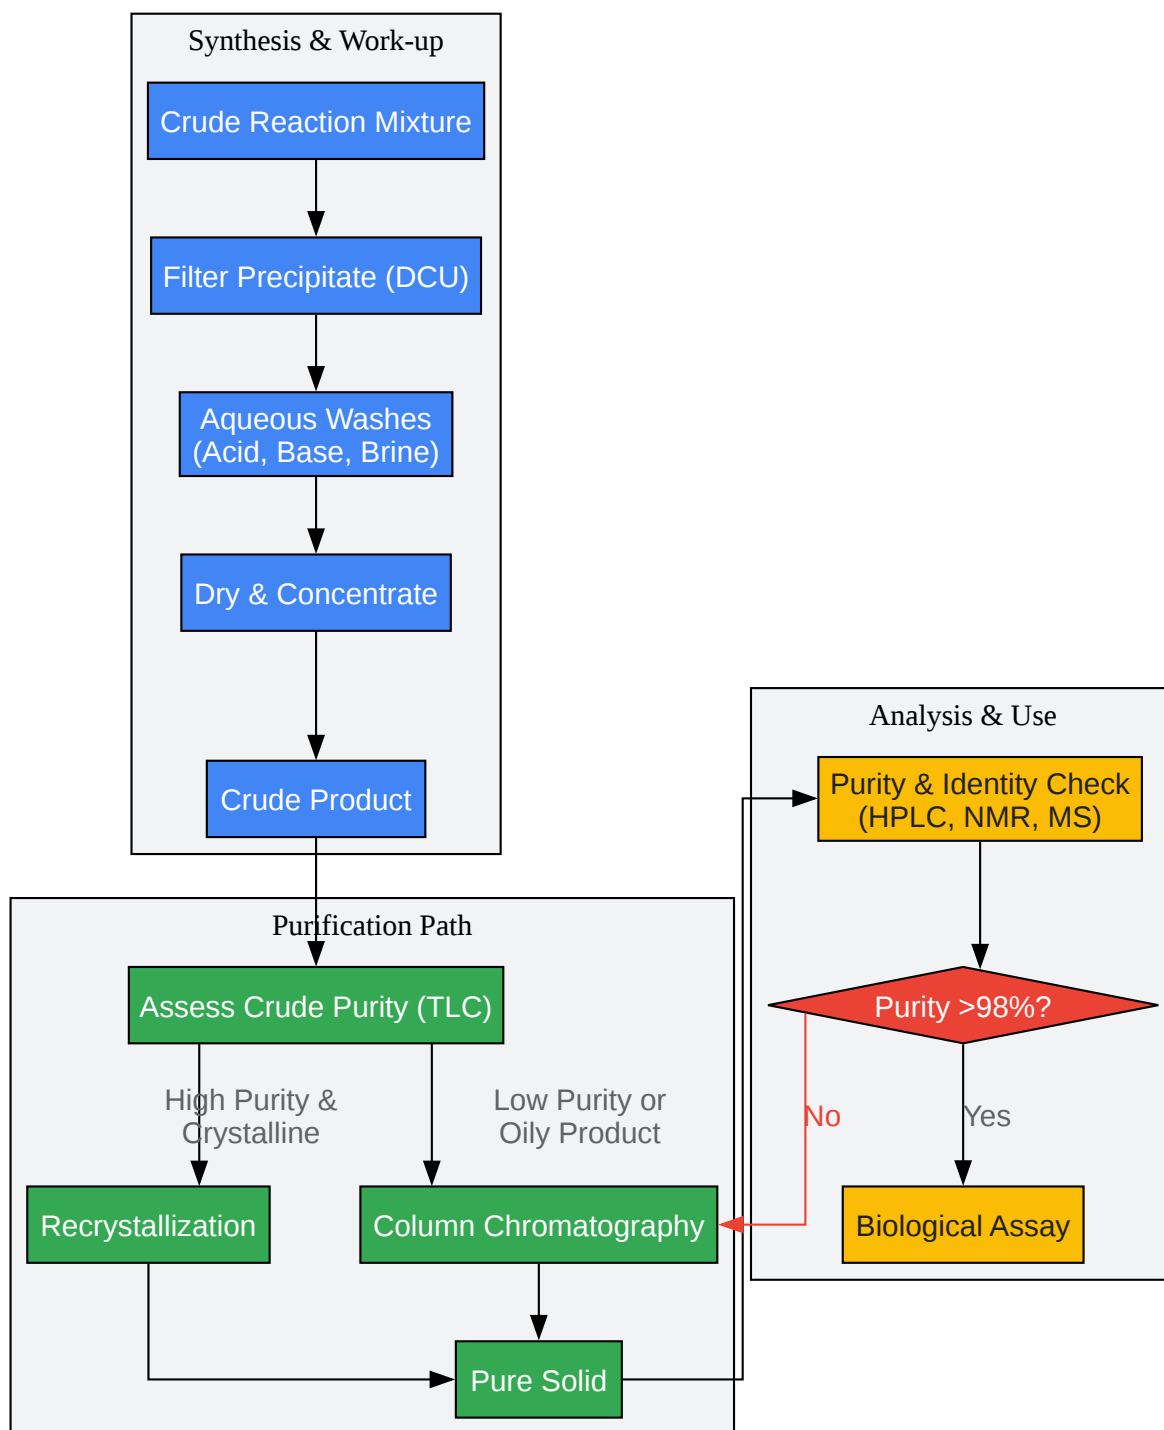 Synthesis & Work-up
Crude Reaction Mixture
Filter Precipitate (DCU)
Aqueous Washes
(Acid, Base, Brine)
Dry & Concentrate
Crude Product
Purification Path
Assess Crude Purity (TLC)
High Purity &
Crystalline
Low Purity or
Oily Product
Recrystallization
Column Chromatography
Pure Solid
Analysis & Use
Purity & Identity Check
(HPLC, NMR, MS)
Purity >98%?
No
Yes
Biological Assay